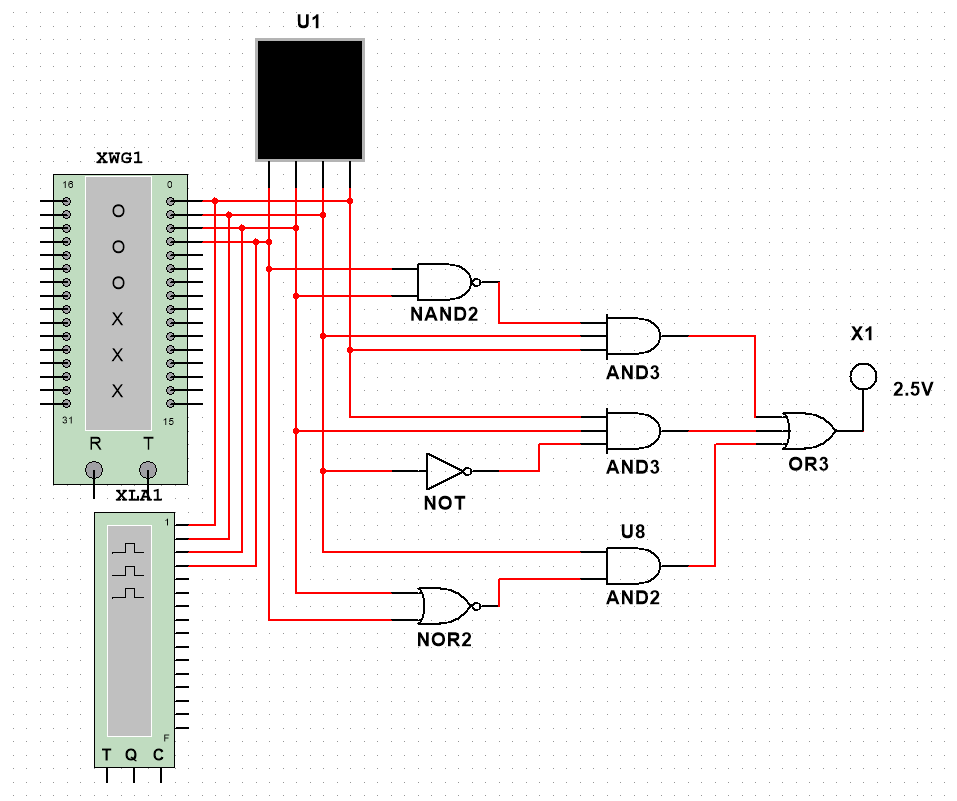 U1
XWG1
16 0
O
O
O
X
X
X
31 15
R T
XLA1
1
F
T Q C
NAND2
AND3
X1
2.5V
AND3
OR3
NOT
U8
AND2
NOR2